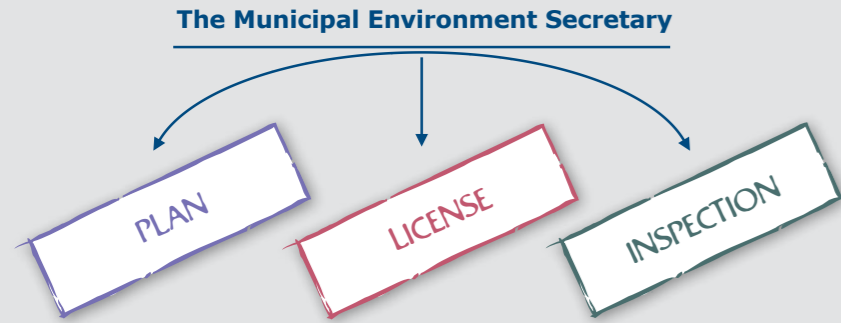 The Municipal Environment Secretary
PLAN
LICENSE
INSPECTION